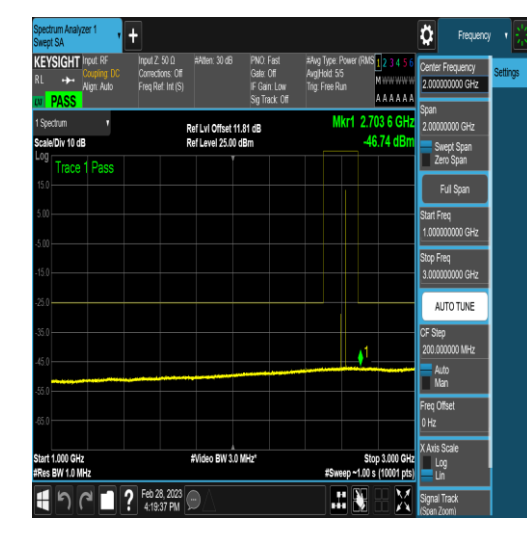 Spectrum Analyzer 1
Swept SA
Frequency
KEYSIGHT
RL
PASS
Input: RF
Coupling: DC
Align: Auto
Input Z: 50 Ω
Corrections: Off
Freq Ref: Int (S)
#Atten: 30 dB
PNO: Fast
Gate: Off
IF Gain: Low
Sig Track: Off
#Avg Type: Power (RMS
Avg|Hold: 5/5
Trig: Free Run
1 2 3 4 5 6
M W W W W W
A A A A A A
1 Spectrum
Scale/Div 10 dB
Ref Lvl Offset 11.81 dB
Ref Level 25.00 dBm
Mkr1 2.703 6 GHz
-46.74 dBm
Log
Trace 1 Pass
15.0
5.00
-5.00
-15.0
-25.0
-35.0
-45.0
-55.0
-65.0
1
Start 1.000 GHz
#Res BW 1.0 MHz
#Video BW 3.0 MHz*
Stop 3.000 GHz
#Sweep ~1.00 s (10001 pts)
Feb 28, 2023
4:19:37 PM
Settings
Center Frequency
2.000000000 GHz
Span
2.00000000 GHz
Swept Span
Zero Span
Full Span
Start Freq
1.000000000 GHz
Stop Freq
3.000000000 GHz
AUTO TUNE
CF Step
200.000000 MHz
Auto
Man
Freq Offset
0 Hz
X Axis Scale
Log
Lin
Signal Track
(Span Zoom)